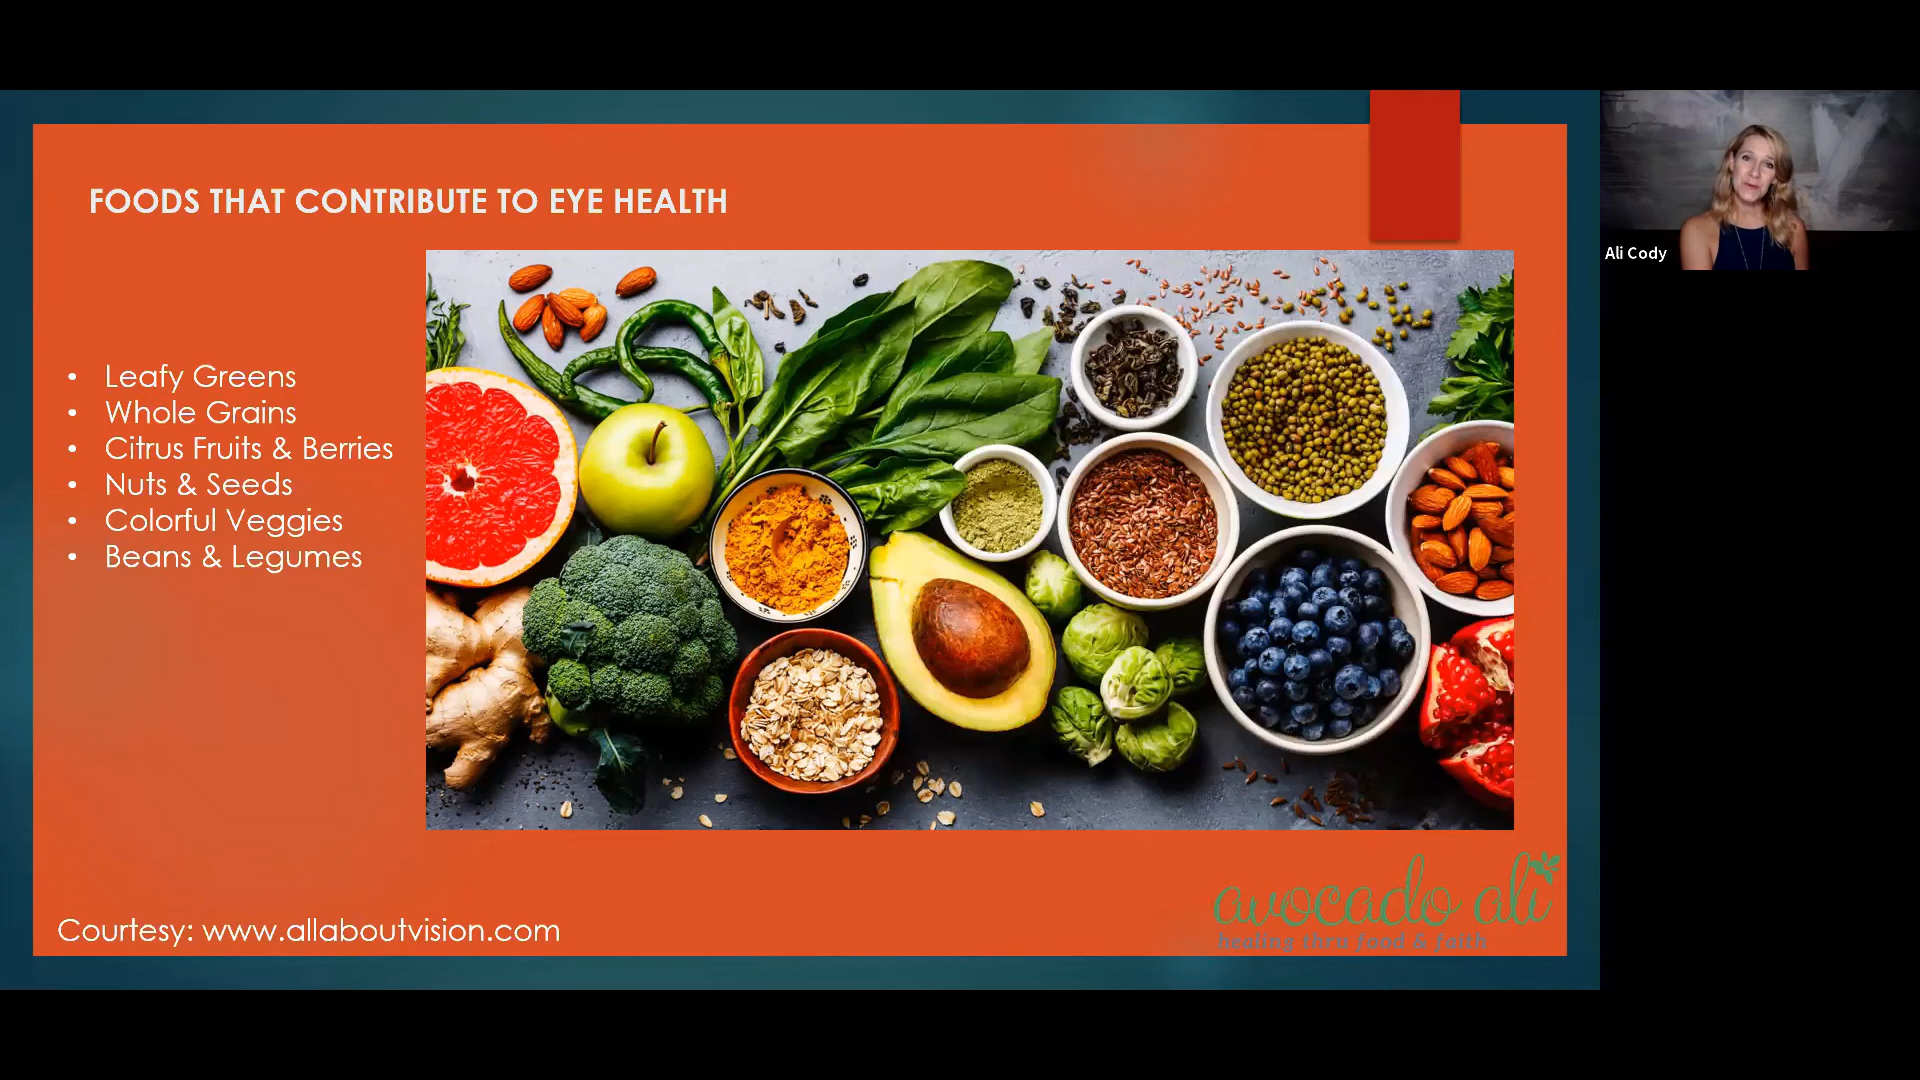 FOODS THAT CONTRIBUTE TO EYE HEALTH
• Leafy Greens
• Whole Grains
• Citrus Fruits & Berries
• Nuts & Seeds
• Colorful Veggies
• Beans & Legumes
Courtesy: www.allaboutvision.com
avocado ali
healing thru food & faith
Ali Cody